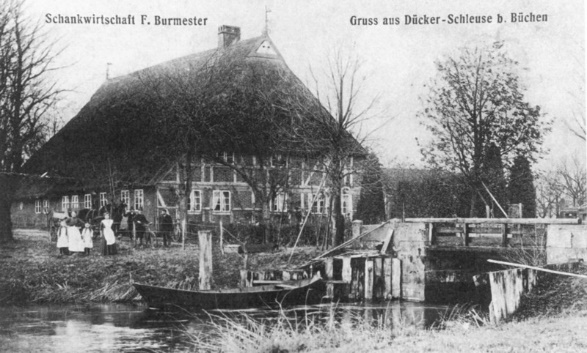 Schankwirtschaft F. Burmester
Gruss aus Dücker-Schleuse b. Büchen